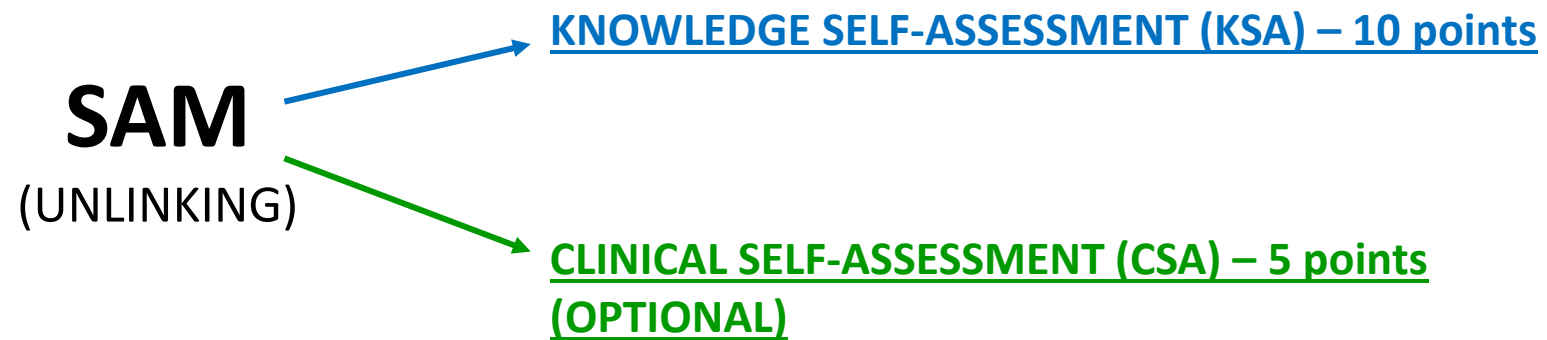 KNOWLEDGE SELF-ASSESSMENT (KSA) – 10 points
SAM
(UNLINKING)
CLINICAL SELF-ASSESSMENT (CSA) – 5 points
(OPTIONAL)